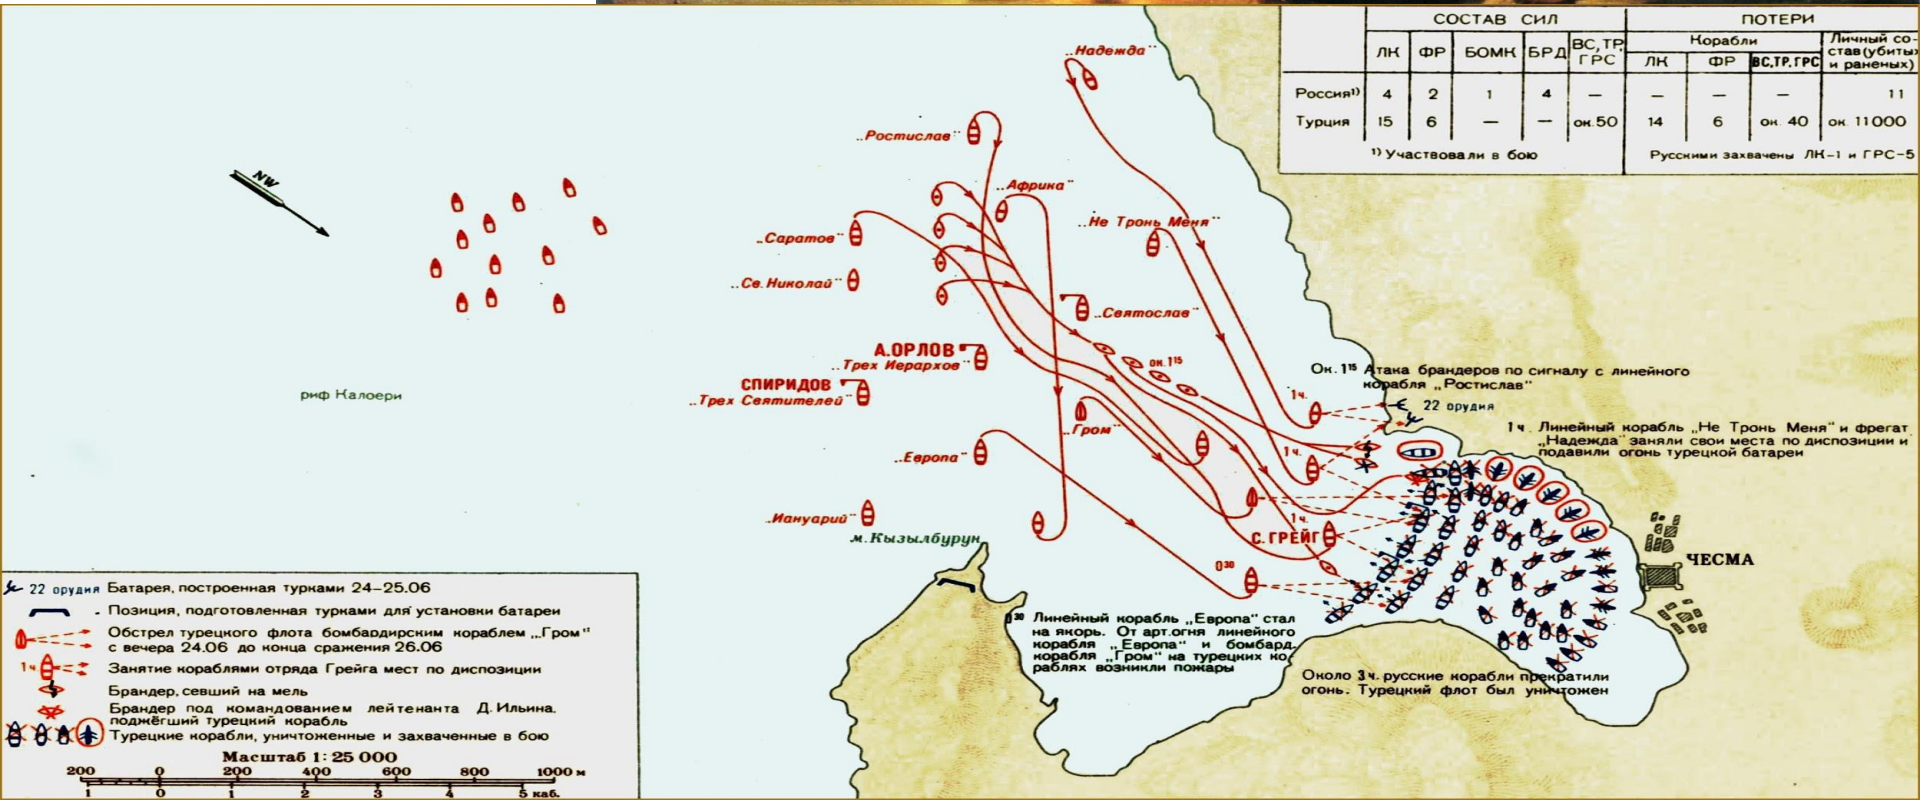 СОСТАВ СИЛ
ПОТЕРИ
ЛК
ФР
БОМК
БРД
ВС, ТР,
ГРС
Корабли
ЛК
ФР
ВС,ТР,ГРС
Личный со-
став (убитых
и раненых)
Россия¹⁾ 4 2 1 4 — — — — 11
Турция 15 6 — — ок.50 14 6 ок. 40 ок. 11000
¹⁾ Участвовали в бою
Русскими захвачены ЛК–1 и ГРС–5
„Надежда"
„Ростислав"
NW
„Африка"
„Не Тронь Меня"
„Саратов"
„Св. Николай"
„Святослав"
А.ОРЛОВ
„Трех Иерархов"
ок. 1¹⁵
СПИРИДОВ
„Трех Святителей"
риф Калоери
„Гром"
„Европа"
„Иануарий"
м. Кызылбурун
Ок. 1¹⁵ Атака брандеров по сигналу с линейного
корабля „Ростислав"
1ч.
22 орудия
1 ч. Линейный корабль „Не Тронь Меня" и фрегат
„Надежда" заняли свои места по диспозиции и
подавили огонь турецкой батареи
1ч.
1ч.
С. ГРЕЙГ
0³⁰
ЧЕСМА
0³⁰ Линейный корабль „Европа" стал
на якорь. От арт.огня линейного
корабля „Европа" и бомбард.
корабля „Гром" на турецких ко-
раблях возникли пожары
Около 3 ч. русские корабли прекратили
огонь. Турецкий флот был уничтожен
22 орудия Батарея, построенная турками 24–25.06
Позиция, подготовленная турками для установки батареи
Обстрел турецкого флота бомбардирским кораблем „Гром"
с вечера 24.06 до конца сражения 26.06
1ч Занятие кораблями отряда Грейга мест по диспозиции
Брандер, севший на мель
Брандер под командованием лейтенанта Д. Ильина,
поджёгший турецкий корабль
Турецкие корабли, уничтоженные и захваченные в бою
Масштаб 1: 25 000
200 0 200 400 600 800 1000 м
1 0 1 2 3 4 5 каб.